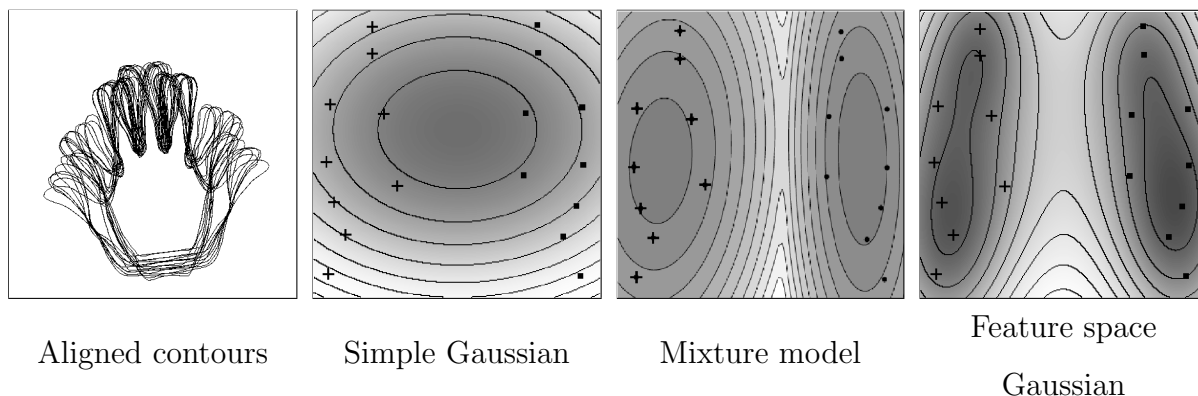 Aligned contours
Simple Gaussian
Mixture model
Feature space
Gaussian